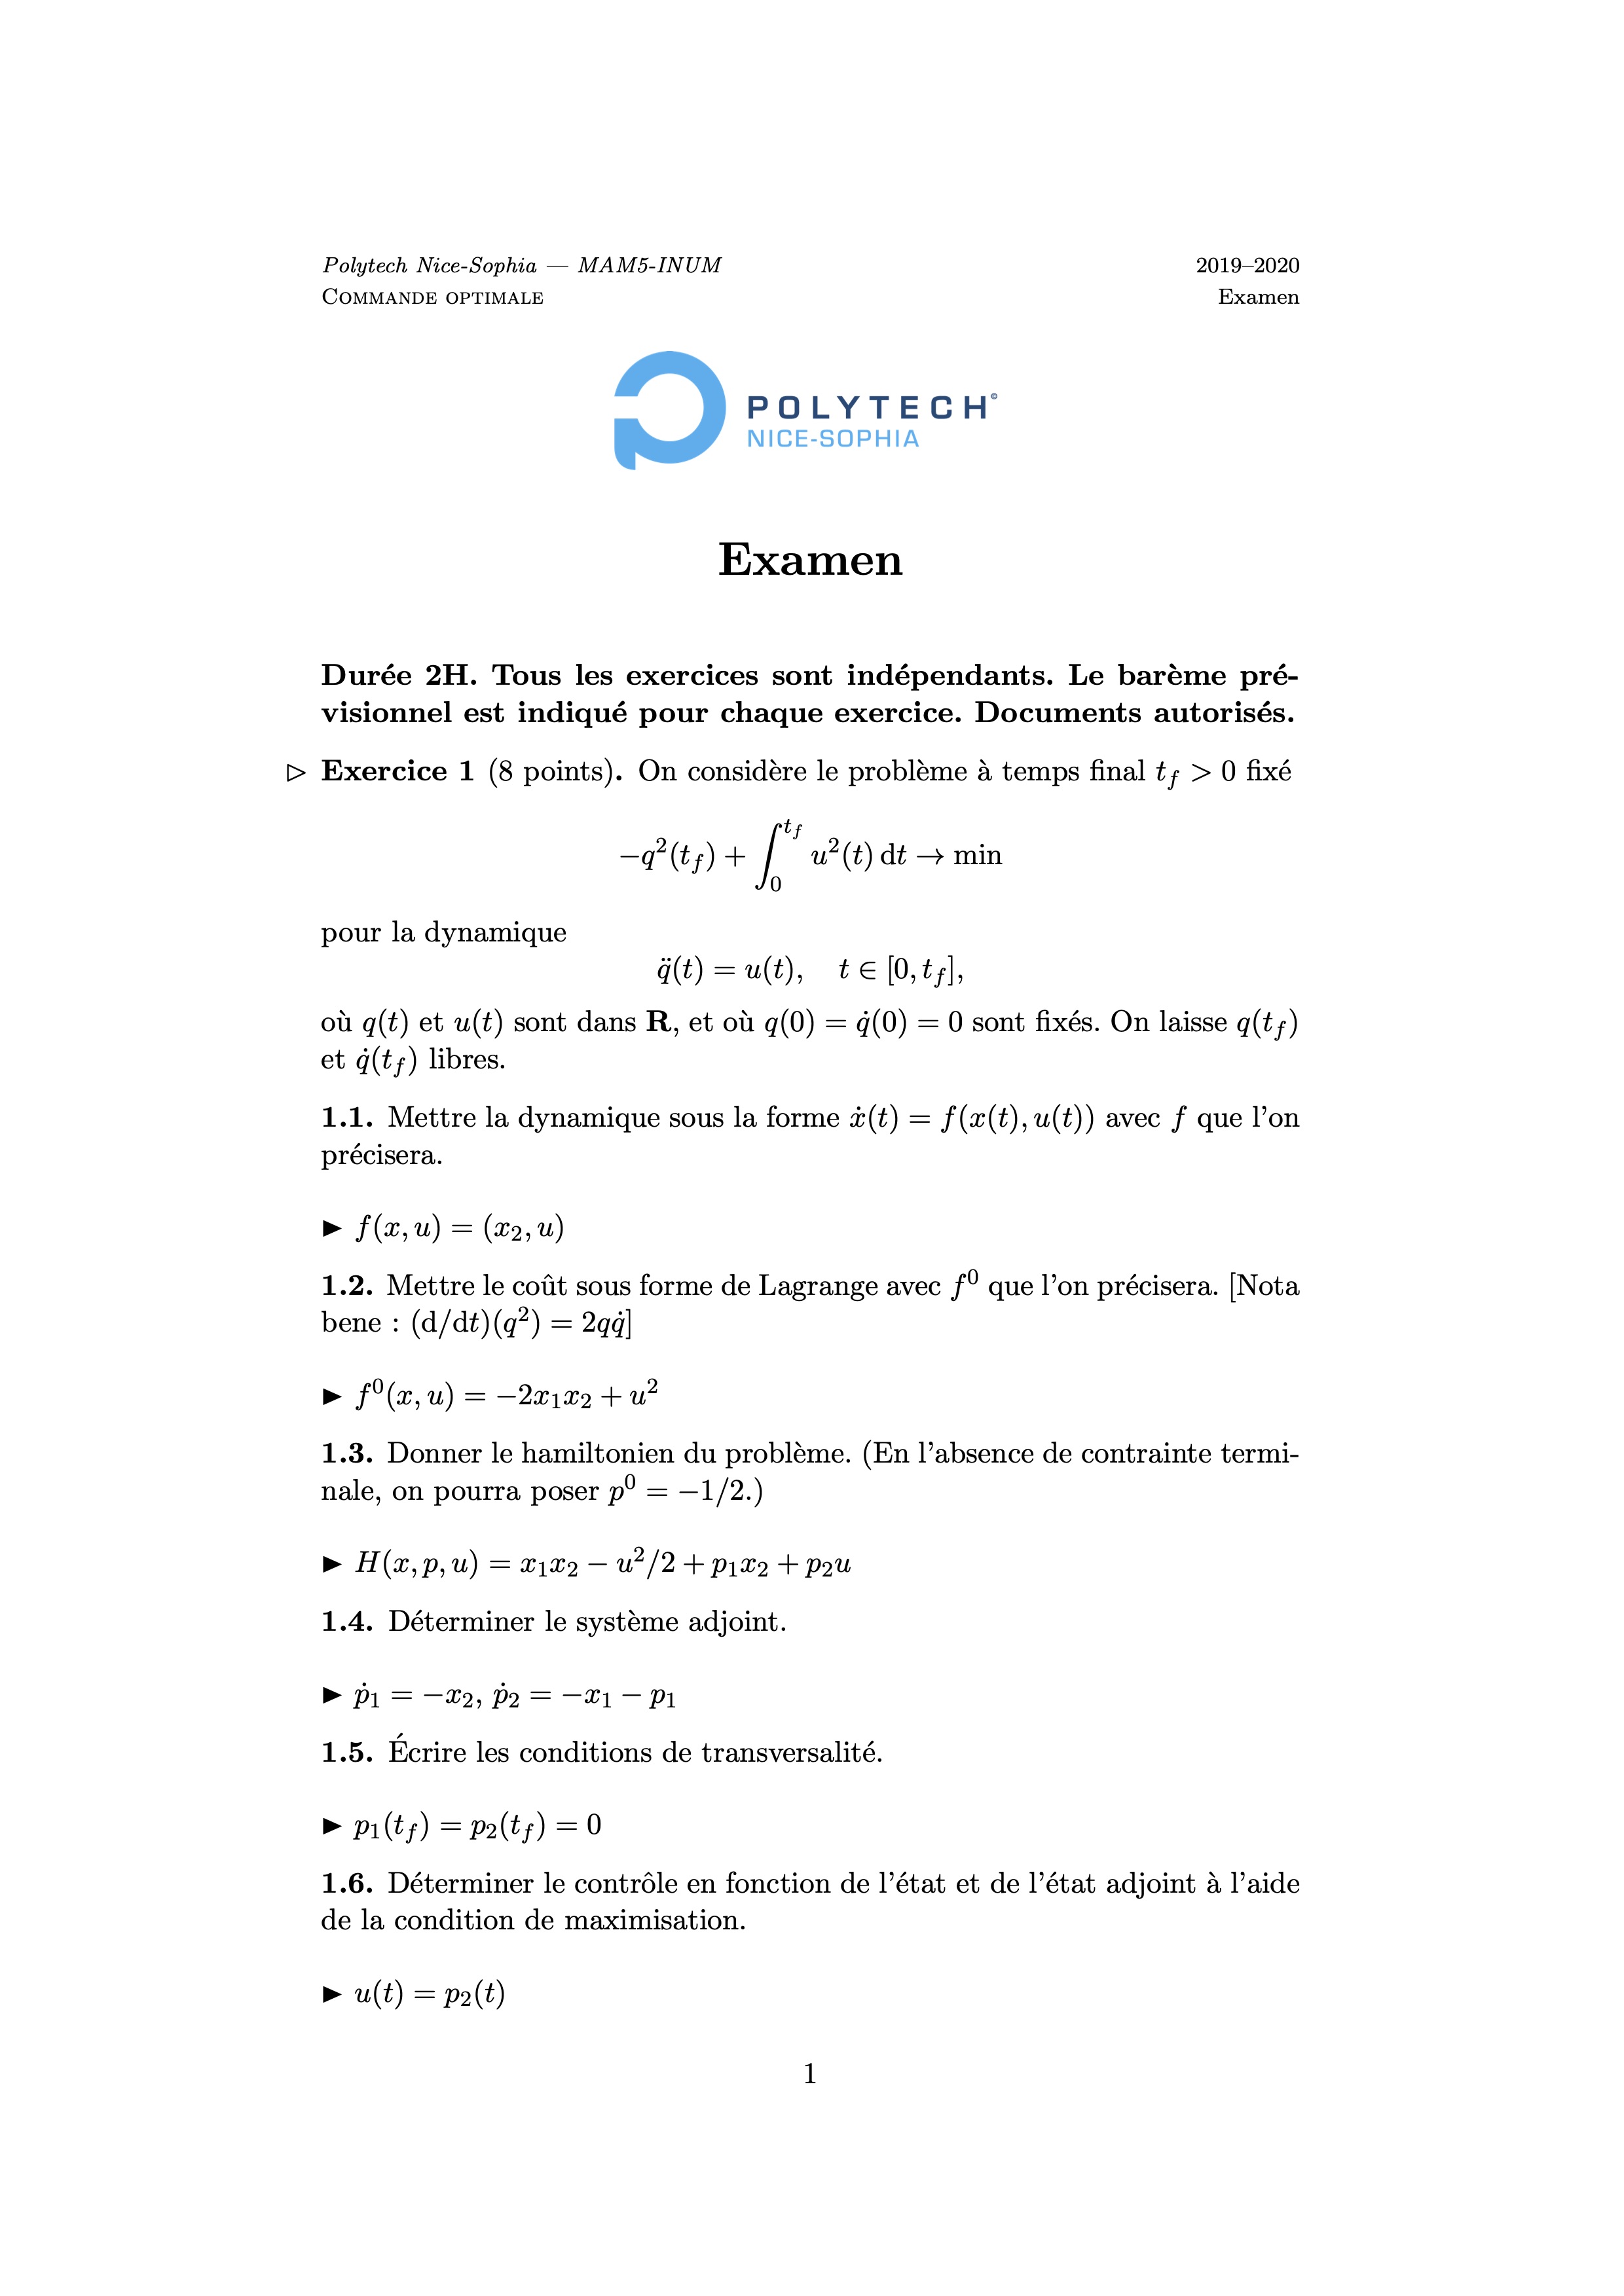 Polytech Nice-Sophia — MAM5-INUM 2019–2020
Commande optimale Examen
POLYTECH©
NICE-SOPHIA
Examen
Durée 2H. Tous les exercices sont indépendants. Le barème pré-
visionnel est indiqué pour chaque exercice. Documents autorisés.
▷ Exercice 1 (8 points). On considère le problème à temps final $t_f > 0$ fixé
$-q^2(t_f) + \int_0^{t_f} u^2(t)\,dt \to \min$
pour la dynamique
$\ddot{q}(t) = u(t), \quad t \in [0, t_f],$
où $q(t)$ et $u(t)$ sont dans $\mathbf{R}$, et où $q(0) = \dot{q}(0) = 0$ sont fixés. On laisse $q(t_f)$
et $\dot{q}(t_f)$ libres.
1.1. Mettre la dynamique sous la forme $\dot{x}(t) = f(x(t), u(t))$ avec $f$ que l'on
précisera.
▶ $f(x, u) = (x_2, u)$
1.2. Mettre le coût sous forme de Lagrange avec $f^0$ que l'on précisera. [Nota
bene : $(d/dt)(q^2) = 2q\dot{q}$]
▶ $f^0(x, u) = -2x_1x_2 + u^2$
1.3. Donner le hamiltonien du problème. (En l'absence de contrainte termi-
nale, on pourra poser $p^0 = -1/2$.)
▶ $H(x, p, u) = x_1x_2 - u^2/2 + p_1x_2 + p_2u$
1.4. Déterminer le système adjoint.
▶ $\dot{p}_1 = -x_2, \dot{p}_2 = -x_1 - p_1$
1.5. Écrire les conditions de transversalité.
▶ $p_1(t_f) = p_2(t_f) = 0$
1.6. Déterminer le contrôle en fonction de l'état et de l'état adjoint à l'aide
de la condition de maximisation.
▶ $u(t) = p_2(t)$
1